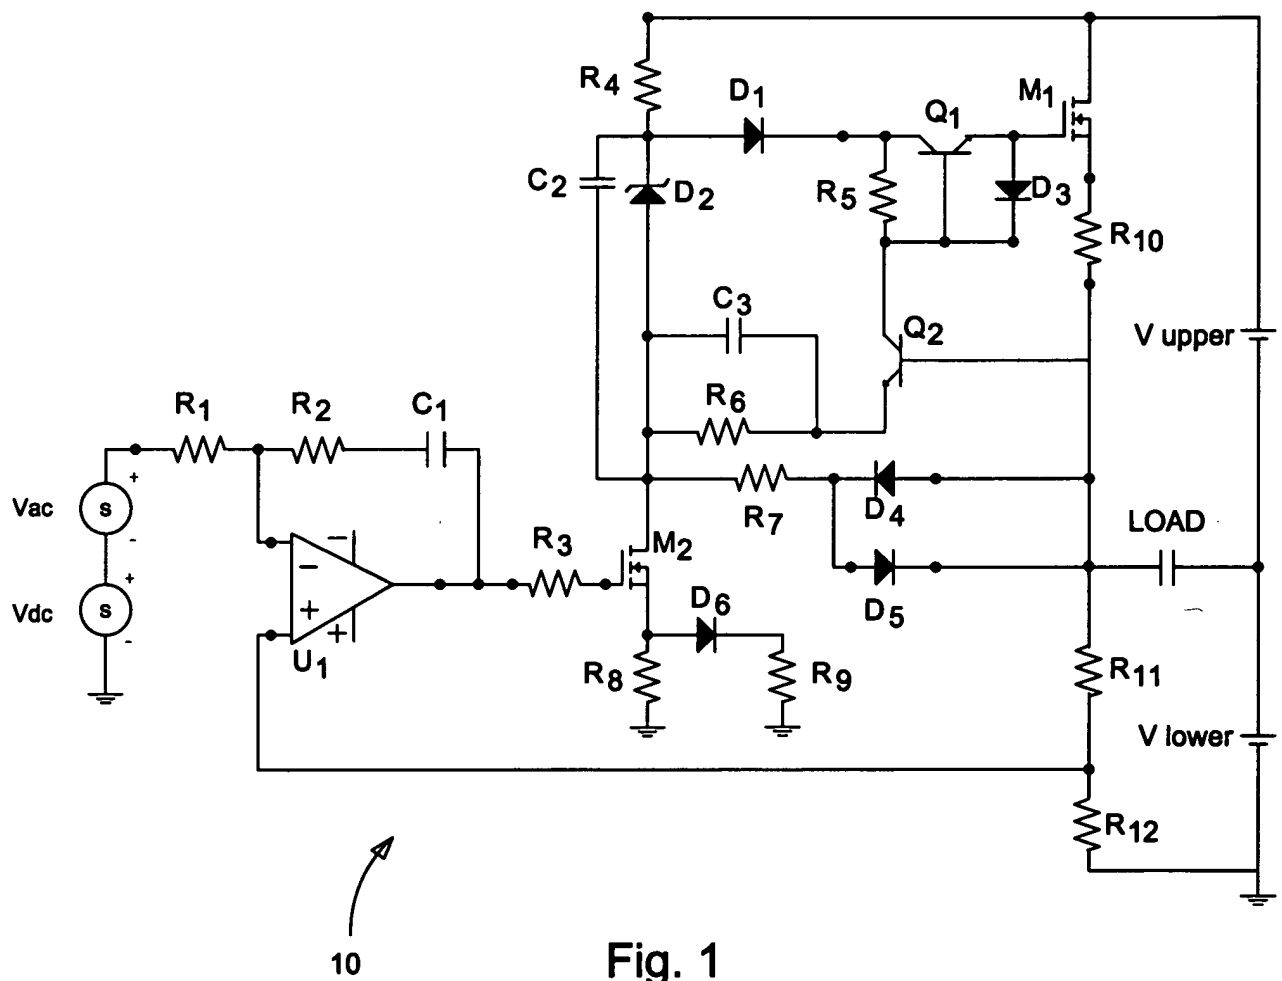 R4
D1
M1
Q1
C2
D2
R5
D3
R10
C3
Q2
V upper
R6
R1
R2
C1
Vac
S
+
-
R7
D4
LOAD
R3
M2
D5
Vdc
S
+
-
−
−
+
+
U1
D6
R8
R9
R11
V lower
R12
10
Fig. 1